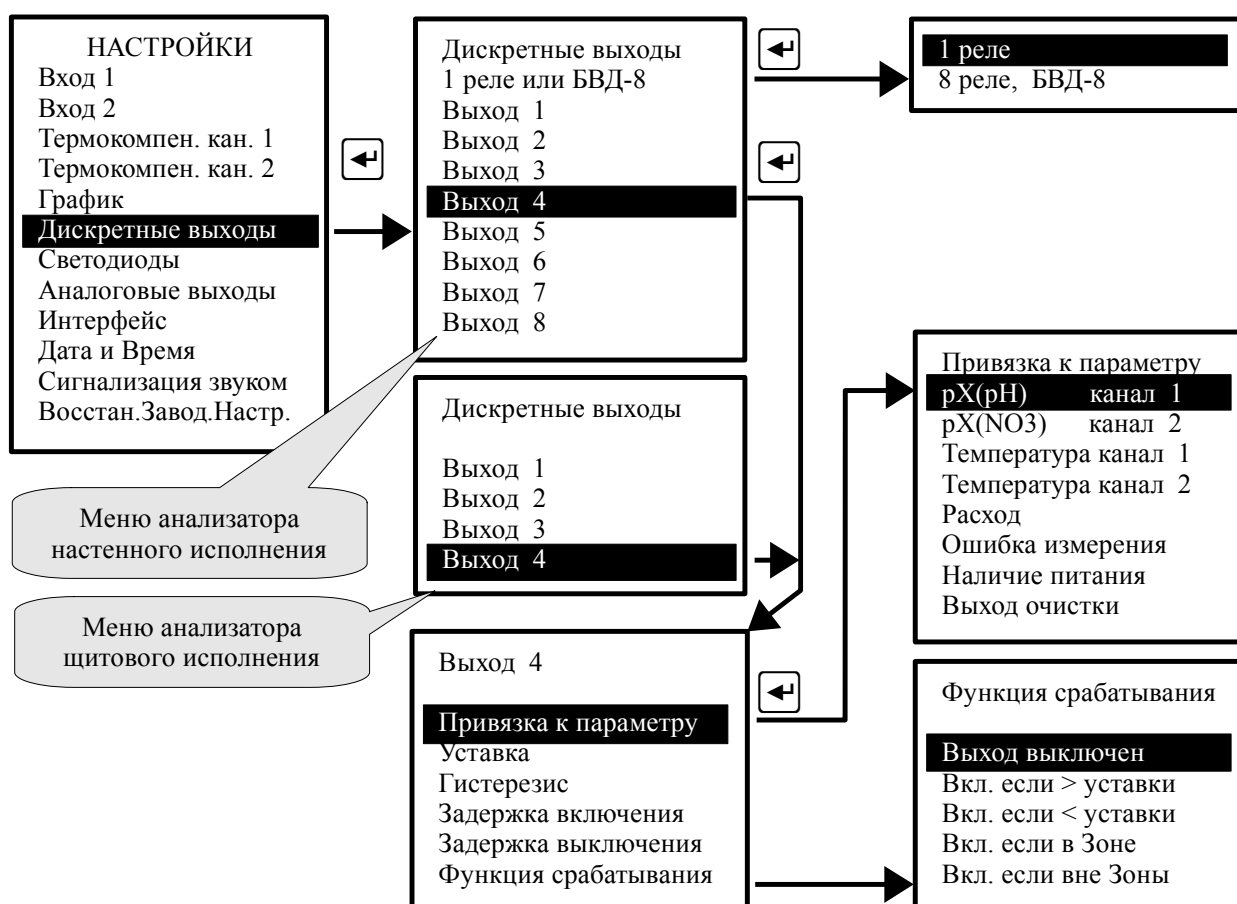 НАСТРОЙКИ
Вход 1
Вход 2
Термокомпен. кан. 1
Термокомпен. кан. 2
График
Дискретные выходы
Светодиоды
Аналоговые выходы
Интерфейс
Дата и Время
Сигнализация звуком
Восстан.Завод.Настр.
Дискретные выходы
1 реле или БВД-8
Выход 1
Выход 2
Выход 3
Выход 4
Выход 5
Выход 6
Выход 7
Выход 8
1 реле
8 реле, БВД-8
Меню анализатора
настенного исполнения
Дискретные выходы
Выход 1
Выход 2
Выход 3
Выход 4
Меню анализатора
щитового исполнения
Выход 4
Привязка к параметру
Уставка
Гистерезис
Задержка включения
Задержка выключения
Функция срабатывания
Привязка к параметру
pX(pH) канал 1
pX(NO3) канал 2
Температура канал 1
Температура канал 2
Расход
Ошибка измерения
Наличие питания
Выход очистки
Функция срабатывания
Выход выключен
Вкл. если > уставки
Вкл. если < уставки
Вкл. если в Зоне
Вкл. если вне Зоны